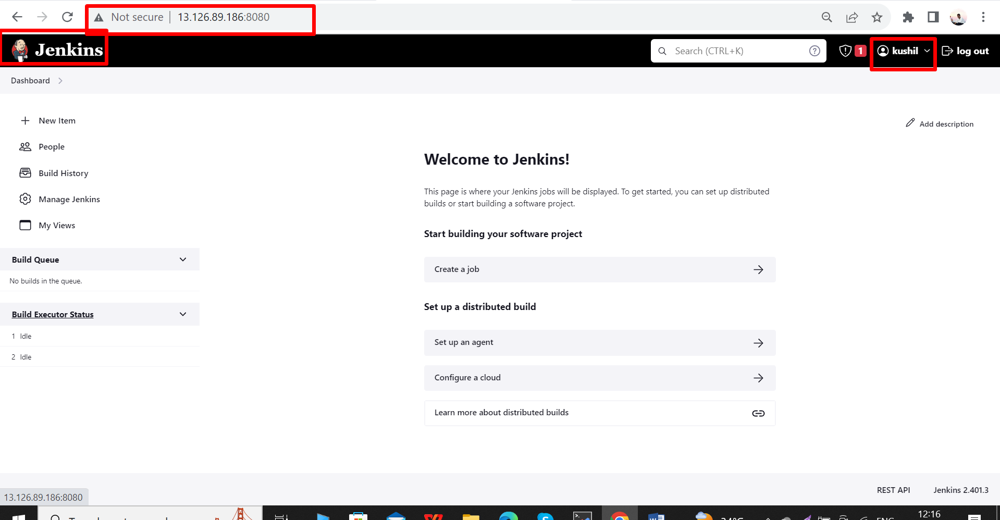 Not secure | 13.126.89.186:8080
Jenkins
Search (CTRL+K)
1
kushil
log out
Dashboard
New Item
People
Build History
Manage Jenkins
My Views
Build Queue
No builds in the queue.
Build Executor Status
1 Idle
2 Idle
Add description
Welcome to Jenkins!
This page is where your Jenkins jobs will be displayed. To get started, you can set up distributed
builds or start building a software project.
Start building your software project
Create a job
Set up a distributed build
Set up an agent
Configure a cloud
Learn more about distributed builds
REST API
Jenkins 2.401.3
13.126.89.186:8080
12:16